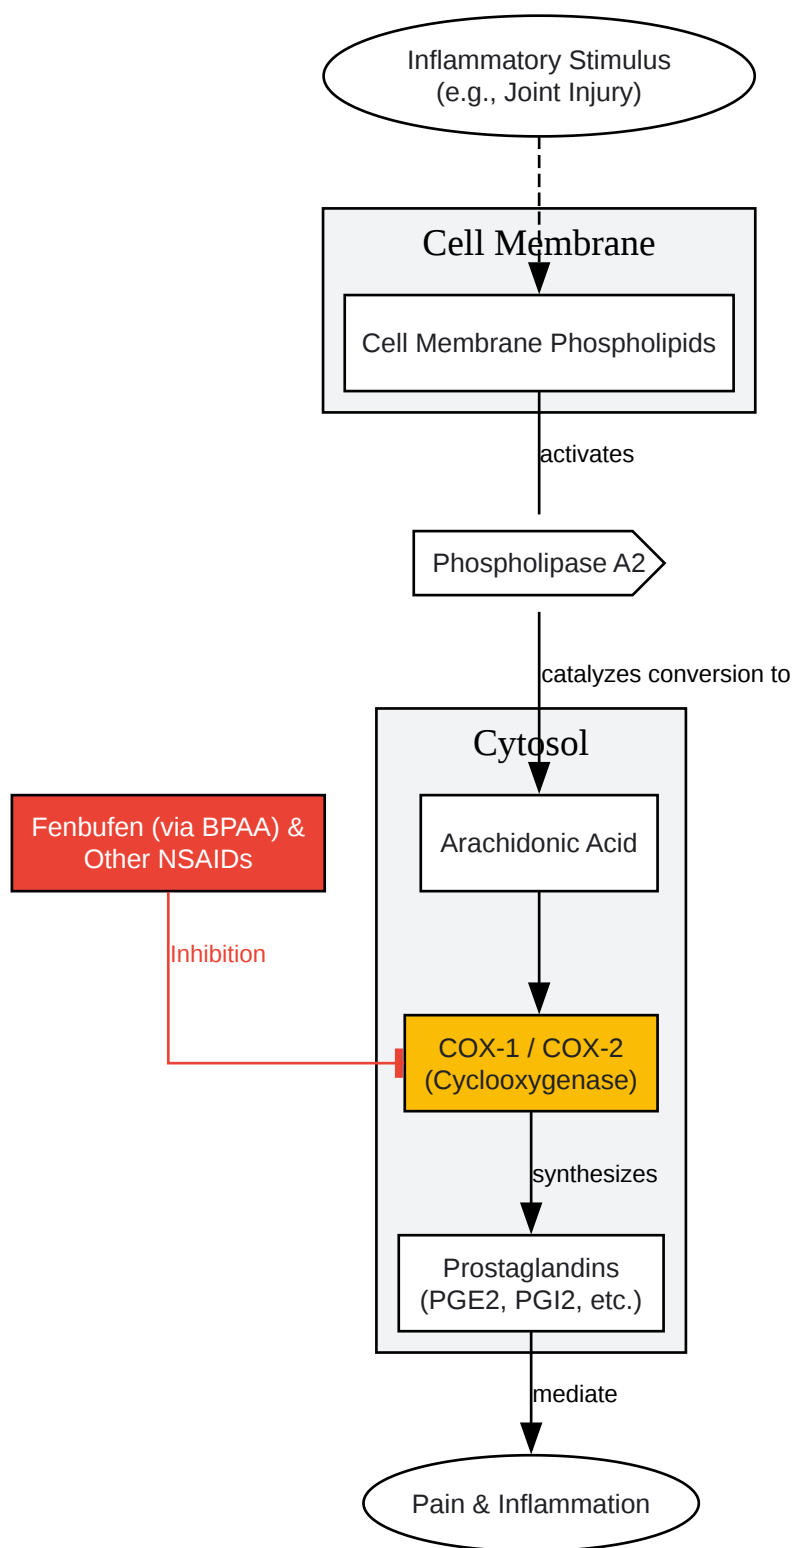 Inflammatory Stimulus
(e.g., Joint Injury)
Cell Membrane
Cell Membrane Phospholipids
activates
Phospholipase A2
catalyzes conversion to
Cytosol
Fenbufen (via BPAA) &
Other NSAIDs
Arachidonic Acid
Inhibition
COX-1 / COX-2
(Cyclooxygenase)
synthesizes
Prostaglandins
(PGE2, PGI2, etc.)
mediate
Pain & Inflammation